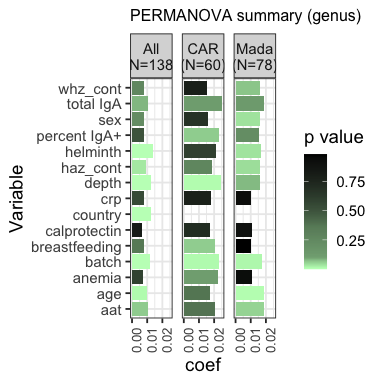 PERMANOVA summary (genus)
All
N=138
CAR
(N=60)
Mada
(N=78)
whz_cont
total IgA
sex
percent IgA+
helminth
haz_cont
depth
crp
country
calprotectin
breastfeeding
batch
anemia
age
aat
Variable
0.00
0.01
0.02
0.00
0.01
0.02
0.00
0.01
0.02
coef
p value
0.75
0.50
0.25